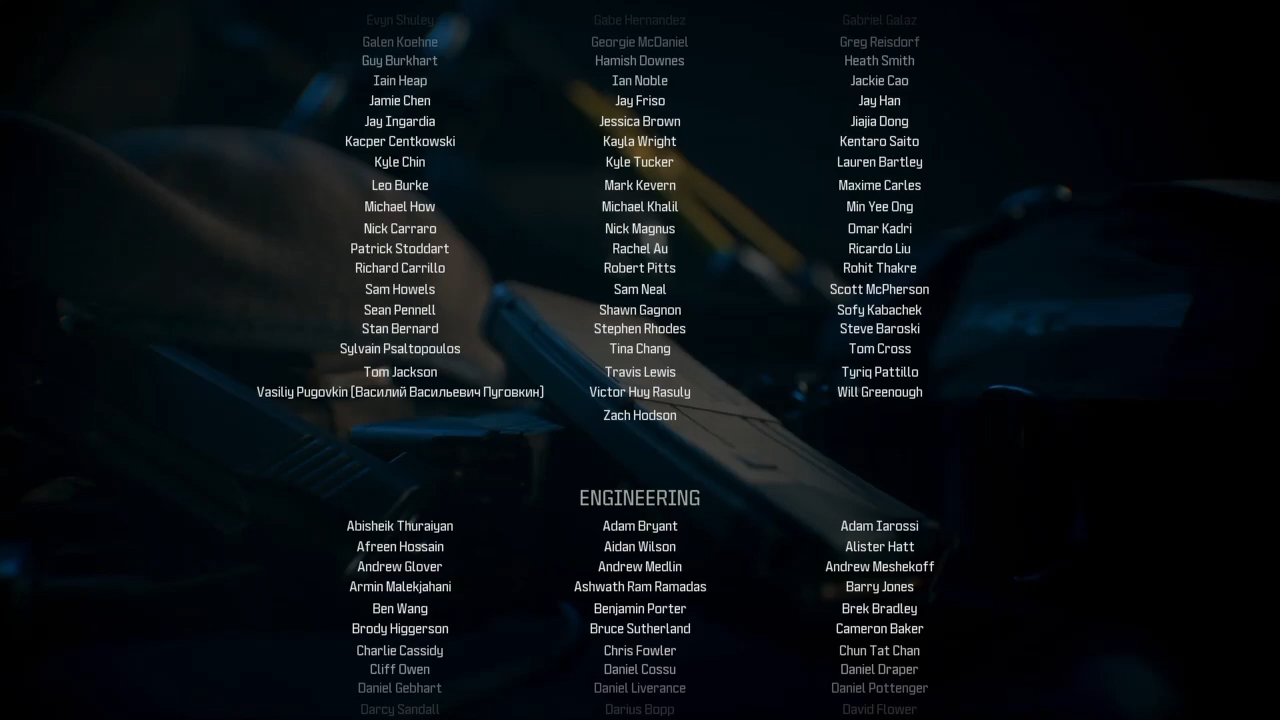 Evyn Shuley Gabe Hernandez Gabriel Galaz
Galen Koehne Georgie McDaniel Greg Reisdorf
Guy Burkhart Hamish Downes Heath Smith
Iain Heap Ian Noble Jackie Cao
Jamie Chen Jay Friso Jay Han
Jay Ingardia Jessica Brown Jiajia Dong
Kacper Centkowski Kayla Wright Kentaro Saito
Kyle Chin Kyle Tucker Lauren Bartley
Leo Burke Mark Kevern Maxime Carles
Michael How Michael Khalil Min Yee Ong
Nick Carraro Nick Magnus Omar Kadri
Patrick Stoddart Rachel Au Ricardo Liu
Richard Carrillo Robert Pitts Rohit Thakre
Sam Howels Sam Neal Scott McPherson
Sean Pennell Shawn Gagnon Sofy Kabachek
Stan Bernard Stephen Rhodes Steve Baroski
Sylvain Psaltopoulos Tina Chang Tom Cross
Tom Jackson Travis Lewis Tyriq Pattillo
Vasiliy Pugovkin [Василий Васильевич Пуговкин] Victor Huy Rasuly Will Greenough
Zach Hodson
ENGINEERING
Abisheik Thuraiyan Adam Bryant Adam Iarossi
Afreen Hossain Aidan Wilson Alister Hatt
Andrew Glover Andrew Medlin Andrew Meshekoff
Armin Malekjahani Ashwath Ram Ramadas Barry Jones
Ben Wang Benjamin Porter Brek Bradley
Brody Higgerson Bruce Sutherland Cameron Baker
Charlie Cassidy Chris Fowler Chun Tat Chan
Cliff Owen Daniel Cossu Daniel Draper
Daniel Gebhart Daniel Liverance Daniel Pottenger
Darcy Sandall Darius Bopp David Flower